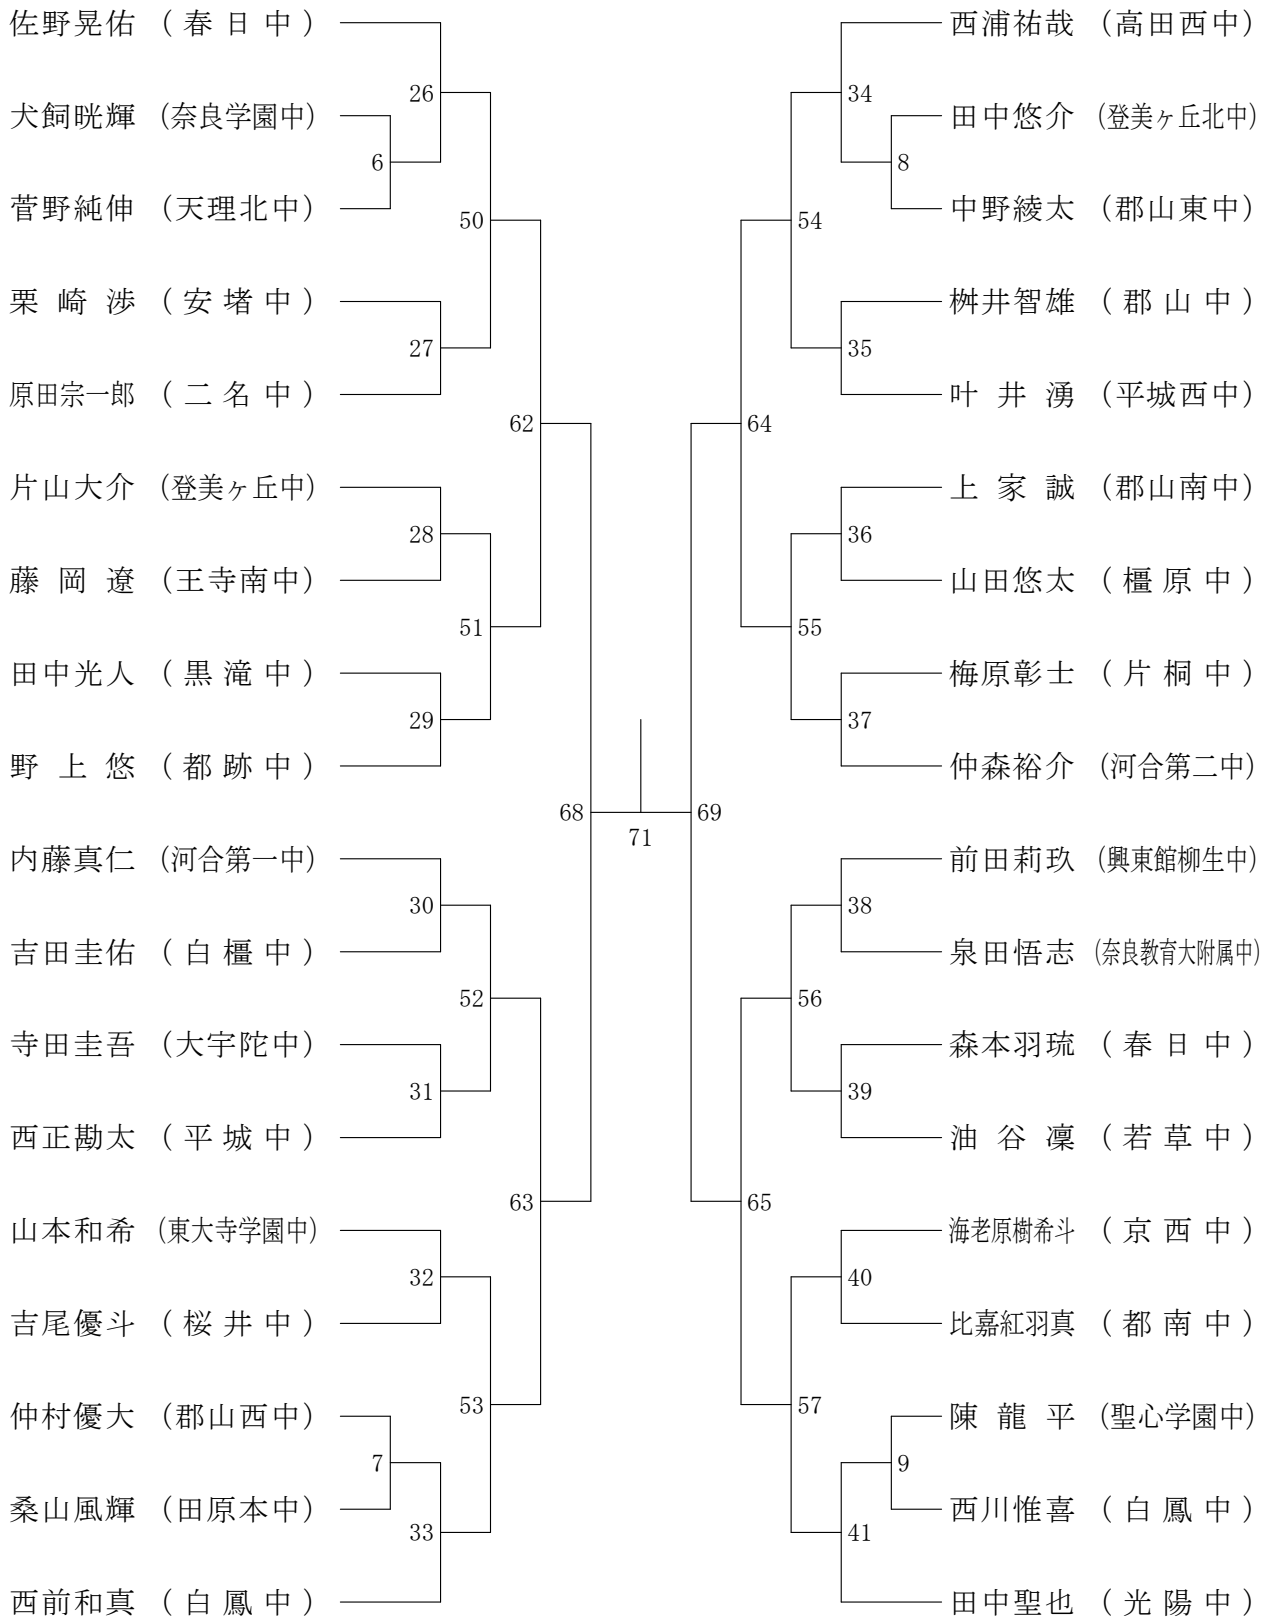 佐野晃佑 （春日中）
26
犬飼晄輝 （奈良学園中）
6
菅野純伸 （天理北中）
50
栗崎渉 （安堵中）
27
原田宗一郎 （二名中）
62
片山大介 （登美ヶ丘中）
28
藤岡遼 （王寺南中）
51
田中光人 （黒滝中）
29
野上悠 （都跡中）
68
内藤真仁 （河合第一中）
30
吉田圭佑 （白橿中）
52
寺田圭吾 （大宇陀中）
31
西正勘太 （平城中）
63
山本和希 （東大寺学園中）
32
吉尾優斗 （桜井中）
53
仲村優大 （郡山西中）
7
桑山風輝 （田原本中）
33
西前和真 （白鳳中）
71
西浦祐哉 （高田西中）
34
田中悠介 （登美ヶ丘北中）
8
中野綾太 （郡山東中）
54
桝井智雄 （郡山中）
35
叶井湧 （平城西中）
64
上家誠 （郡山南中）
36
山田悠太 （橿原中）
55
梅原彰士 （片桐中）
37
仲森裕介 （河合第二中）
69
前田莉玖 （興東館柳生中）
38
泉田悟志 （奈良教育大附属中）
56
森本羽琉 （春日中）
39
油谷凜 （若草中）
65
海老原樹希斗 （京西中）
40
比嘉紅羽真 （都南中）
57
陳龍平 （聖心学園中）
9
西川惟喜 （白鳳中）
41
田中聖也 （光陽中）